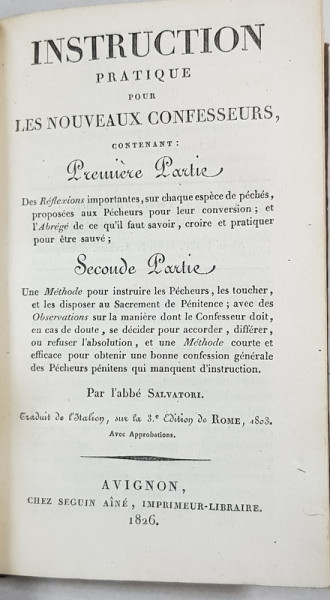 INSTRUCTION
PRATIQUE
POUR
LES NOUVEAUX CONFESSEURS,
CONTENANT :
Première Partie
Des Réflexions importantes, sur chaque espèce de péchés,
proposées aux Pécheurs pour leur conversion ; et
l'Abrégé de ce qu'il faut savoir, croire et pratiquer
pour être sauvé ;
Seconde Partie
Une Méthode pour instruire les Pécheurs, les toucher,
et les disposer au Sacrement de Pénitence ; avec des
Observations sur la manière dont le Confesseur doit,
en cas de doute, se décider pour accorder, différer,
ou refuser l'absolution, et une Méthode courte et
efficace pour obtenir une bonne confession générale
des Pécheurs pénitens qui manquent d'instruction.
Par l'abbé SALVATORI.
Traduit de l'Italien, sur la 3.e Edition de ROME, 1803.
Avec Approbations.
AVIGNON,
CHEZ SEGUIN AÎNÉ, IMPRIMEUR-LIBRAIRE.
1826.